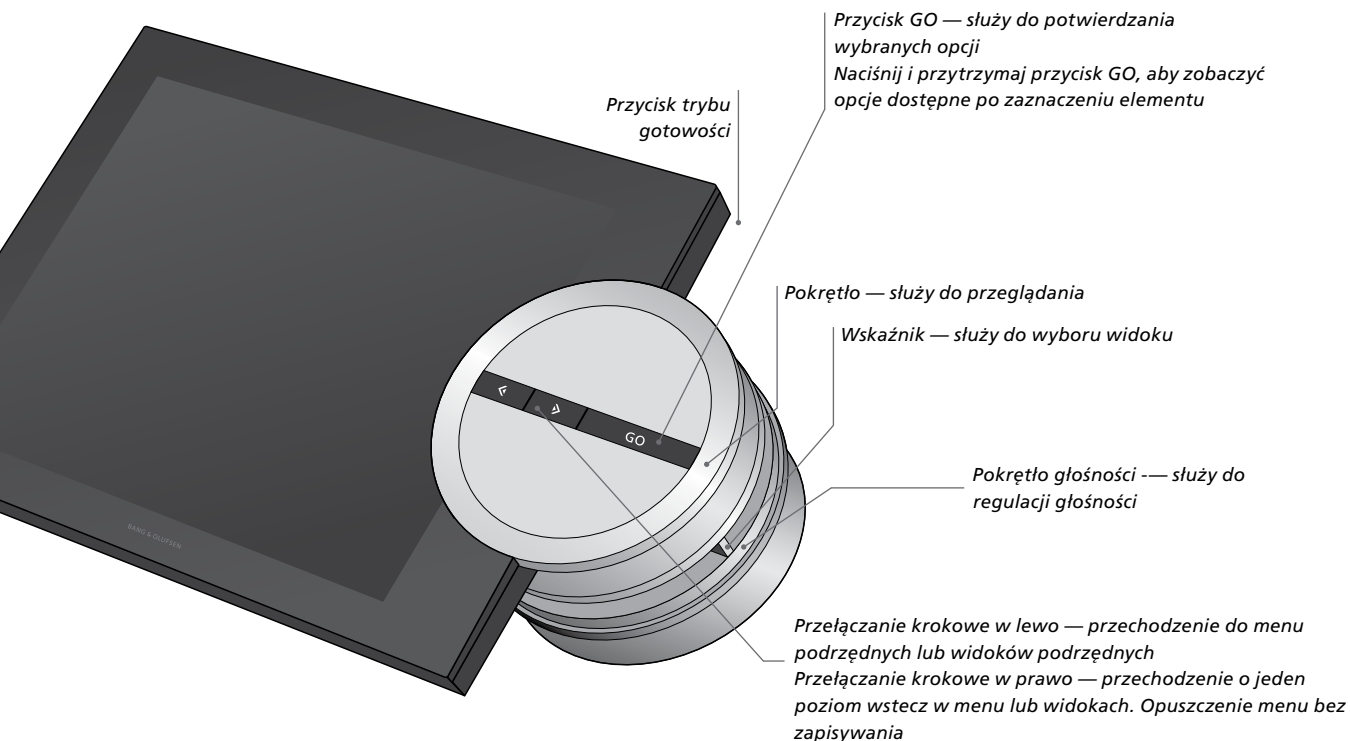 Przycisk GO — służy do potwierdzania
wybranych opcji
Naciśnij i przytrzymaj przycisk GO, aby zobaczyć
opcje dostępne po zaznaczeniu elementu
Przycisk trybu
gotowości
Pokrętło — służy do przeglądania
Wskaźnik — służy do wyboru widoku
GO
Pokrętło głośności -— służy do
regulacji głośności
BANG & OLUFSEN
Przełączanie krokowe w lewo — przechodzenie do menu
podrzędnych lub widoków podrzędnych
Przełączanie krokowe w prawo — przechodzenie o jeden
poziom wstecz w menu lub widokach. Opuszczenie menu bez
zapisywania